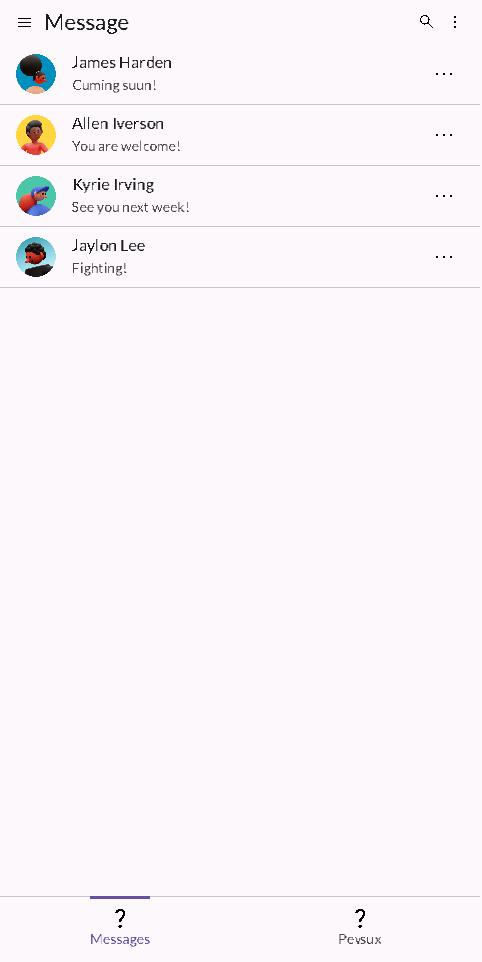 Message
James Harden
Cuming suun!
Allen Iverson
You are welcome!
Kyrie Irving
See you next week!
Jaylon Lee
Fighting!
? ?
Messages Pevsux